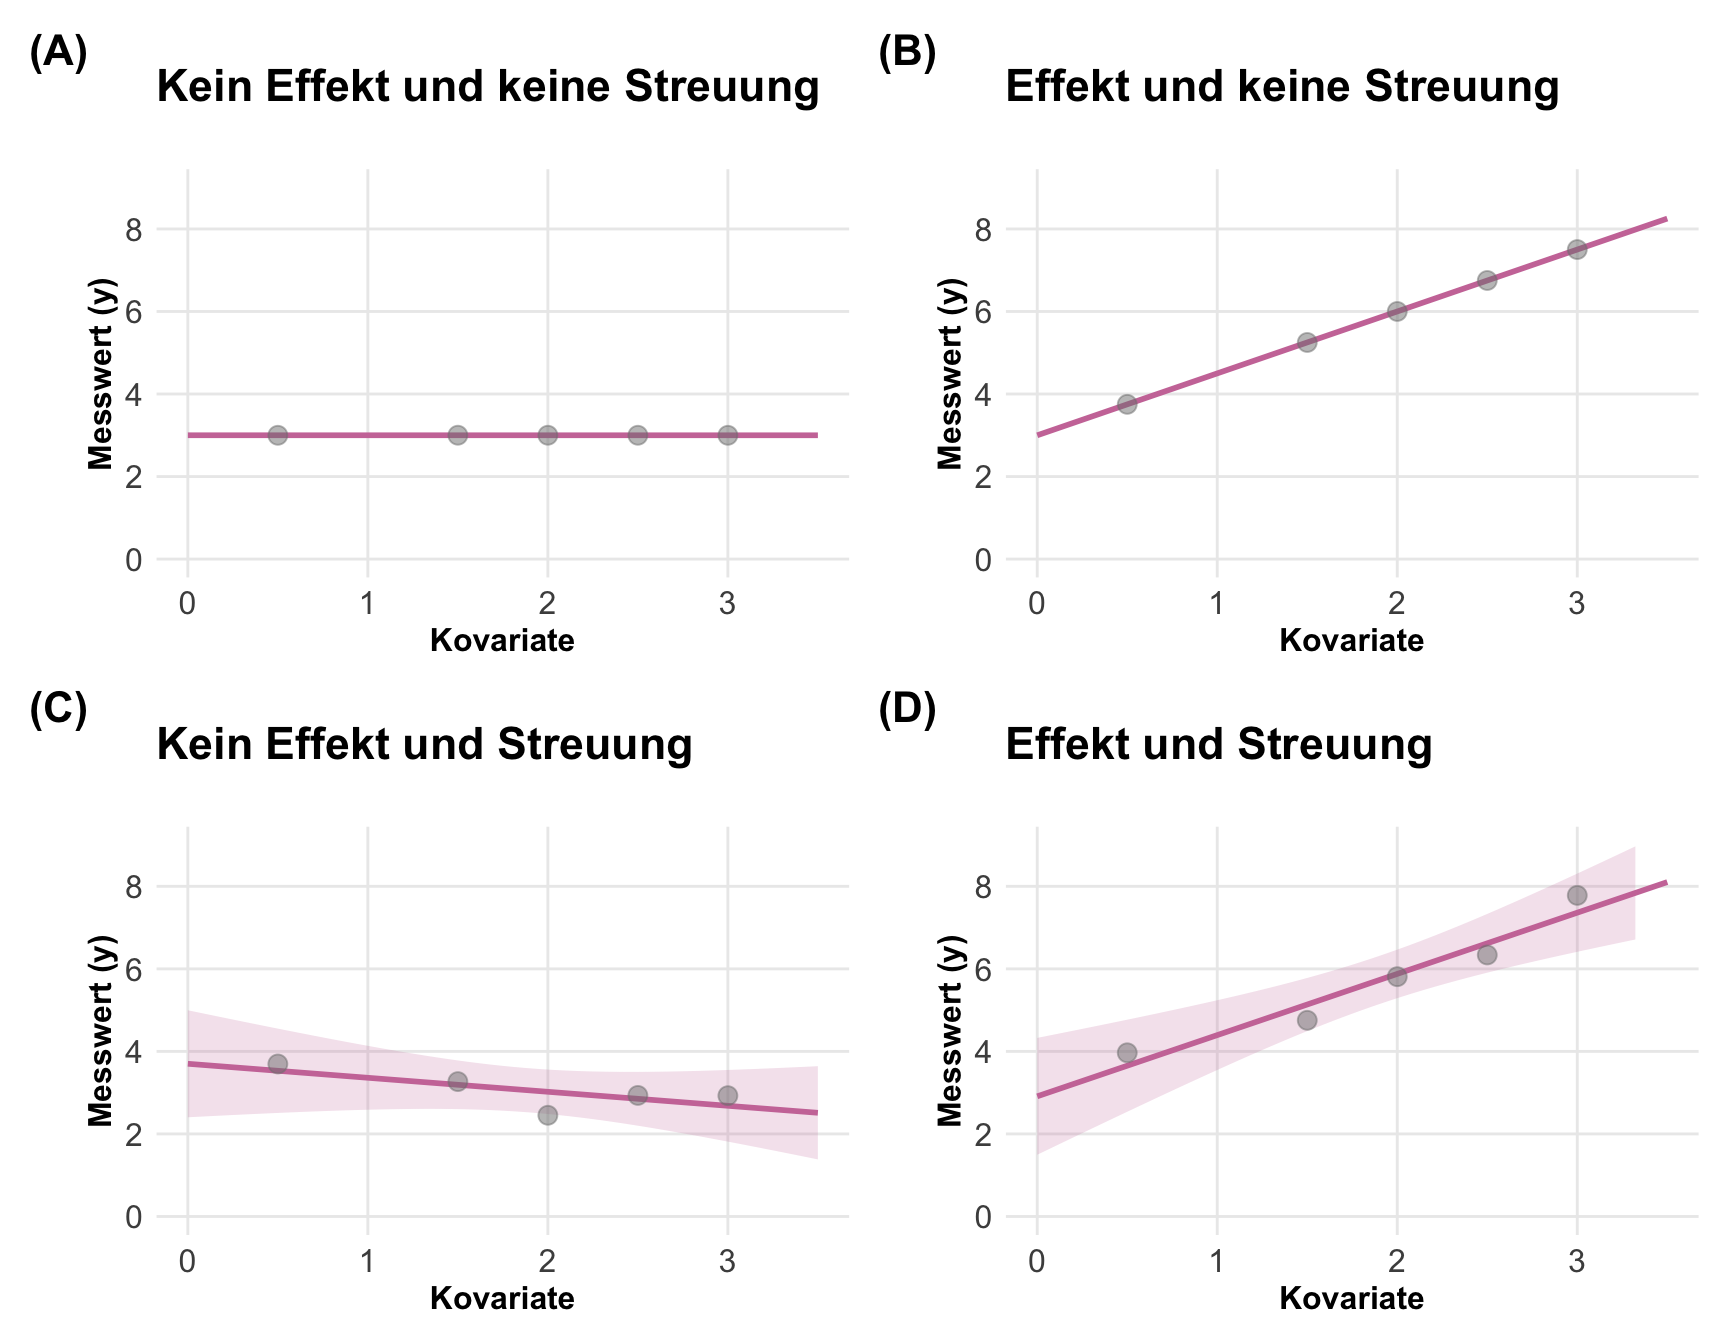 (A)
Kein Effekt und keine Streuung
Messwert (y)
8
6
4
2
0
0 1 2 3
Kovariate
(B)
Effekt und keine Streuung
Messwert (y)
8
6
4
2
0
0 1 2 3
Kovariate
(C)
Kein Effekt und Streuung
Messwert (y)
8
6
4
2
0
0 1 2 3
Kovariate
(D)
Effekt und Streuung
Messwert (y)
8
6
4
2
0
0 1 2 3
Kovariate